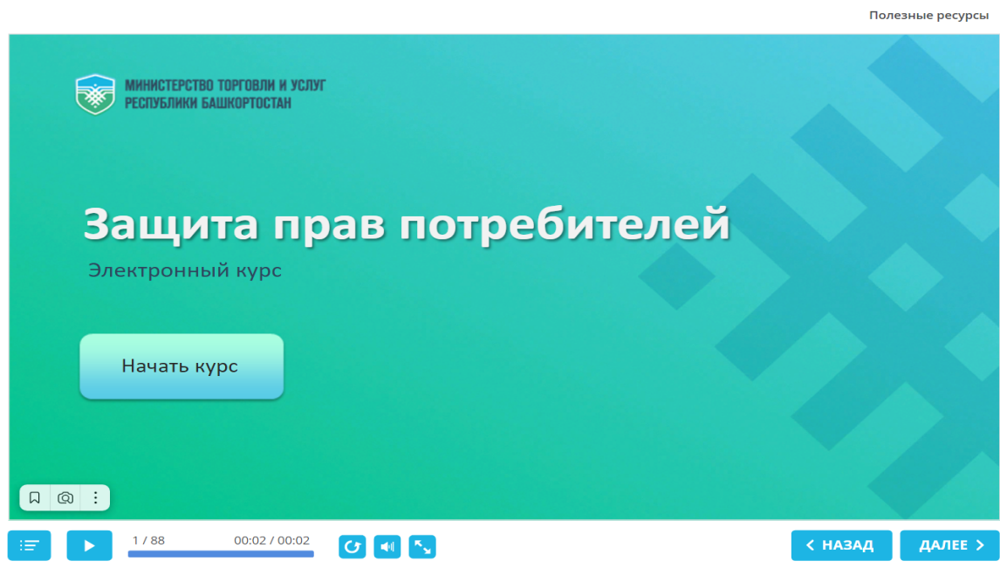 Полезные ресурсы
МИНИСТЕРСТВО ТОРГОВЛИ И УСЛУГ
РЕСПУБЛИКИ БАШКОРТОСТАН
Защита прав потребителей
Электронный курс
Начать курс
1 / 88
00:02 / 00:02
НАЗАД
ДАЛЕЕ